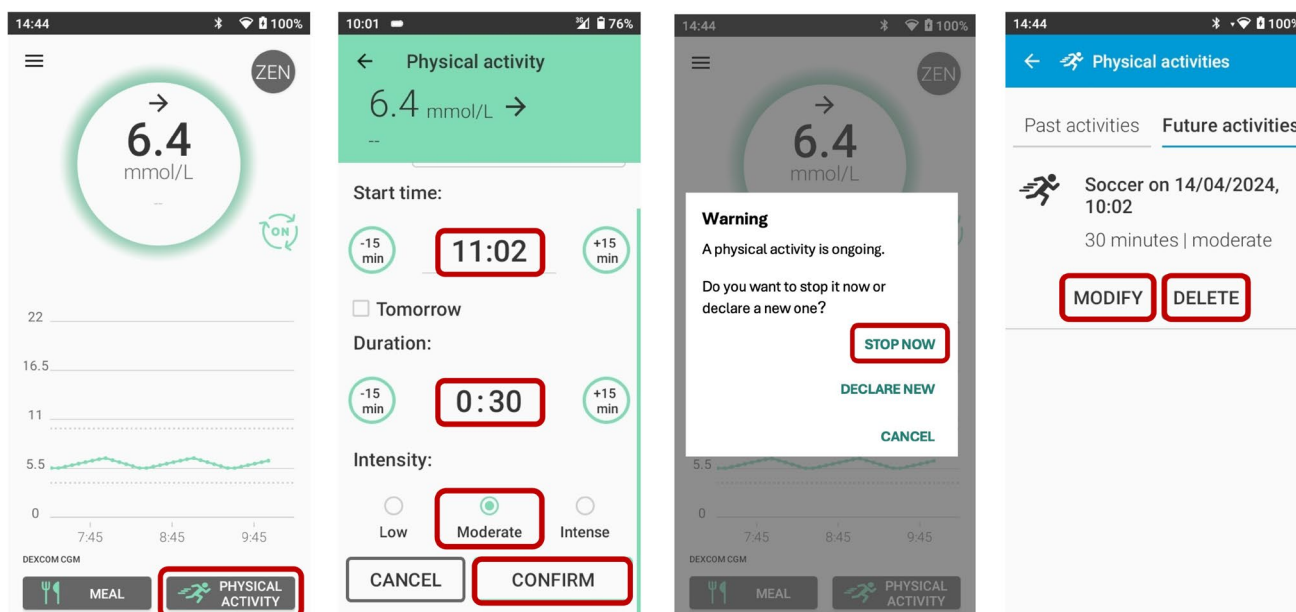 14:44
100%
ZEN
→
6.4
mmol/L
--
ON
22
16.5
11
5.5
0
7:45 8:45 9:45
DEXCOM CGM
MEAL
PHYSICAL
ACTIVITY
10:01
3G 76%
← Physical activity
6.4 mmol/L →
--
Start time:
-15
min
11:02
+15
min
Tomorrow
Duration:
-15
min
0:30
+15
min
Intensity:
Low Moderate Intense
CANCEL CONFIRM
14:44
100%
ZEN
→
6.4
mmol/L
Warning
A physical activity is ongoing.
Do you want to stop it now or
declare a new one?
STOP NOW
DECLARE NEW
CANCEL
5.5
0
7:45 8:45 9:45
DEXCOM CGM
MEAL
PHYSICAL
ACTIVITY
14:44
100%
← Physical activities
Past activities Future activities
Soccer on 14/04/2024,
10:02
30 minutes | moderate
MODIFY DELETE